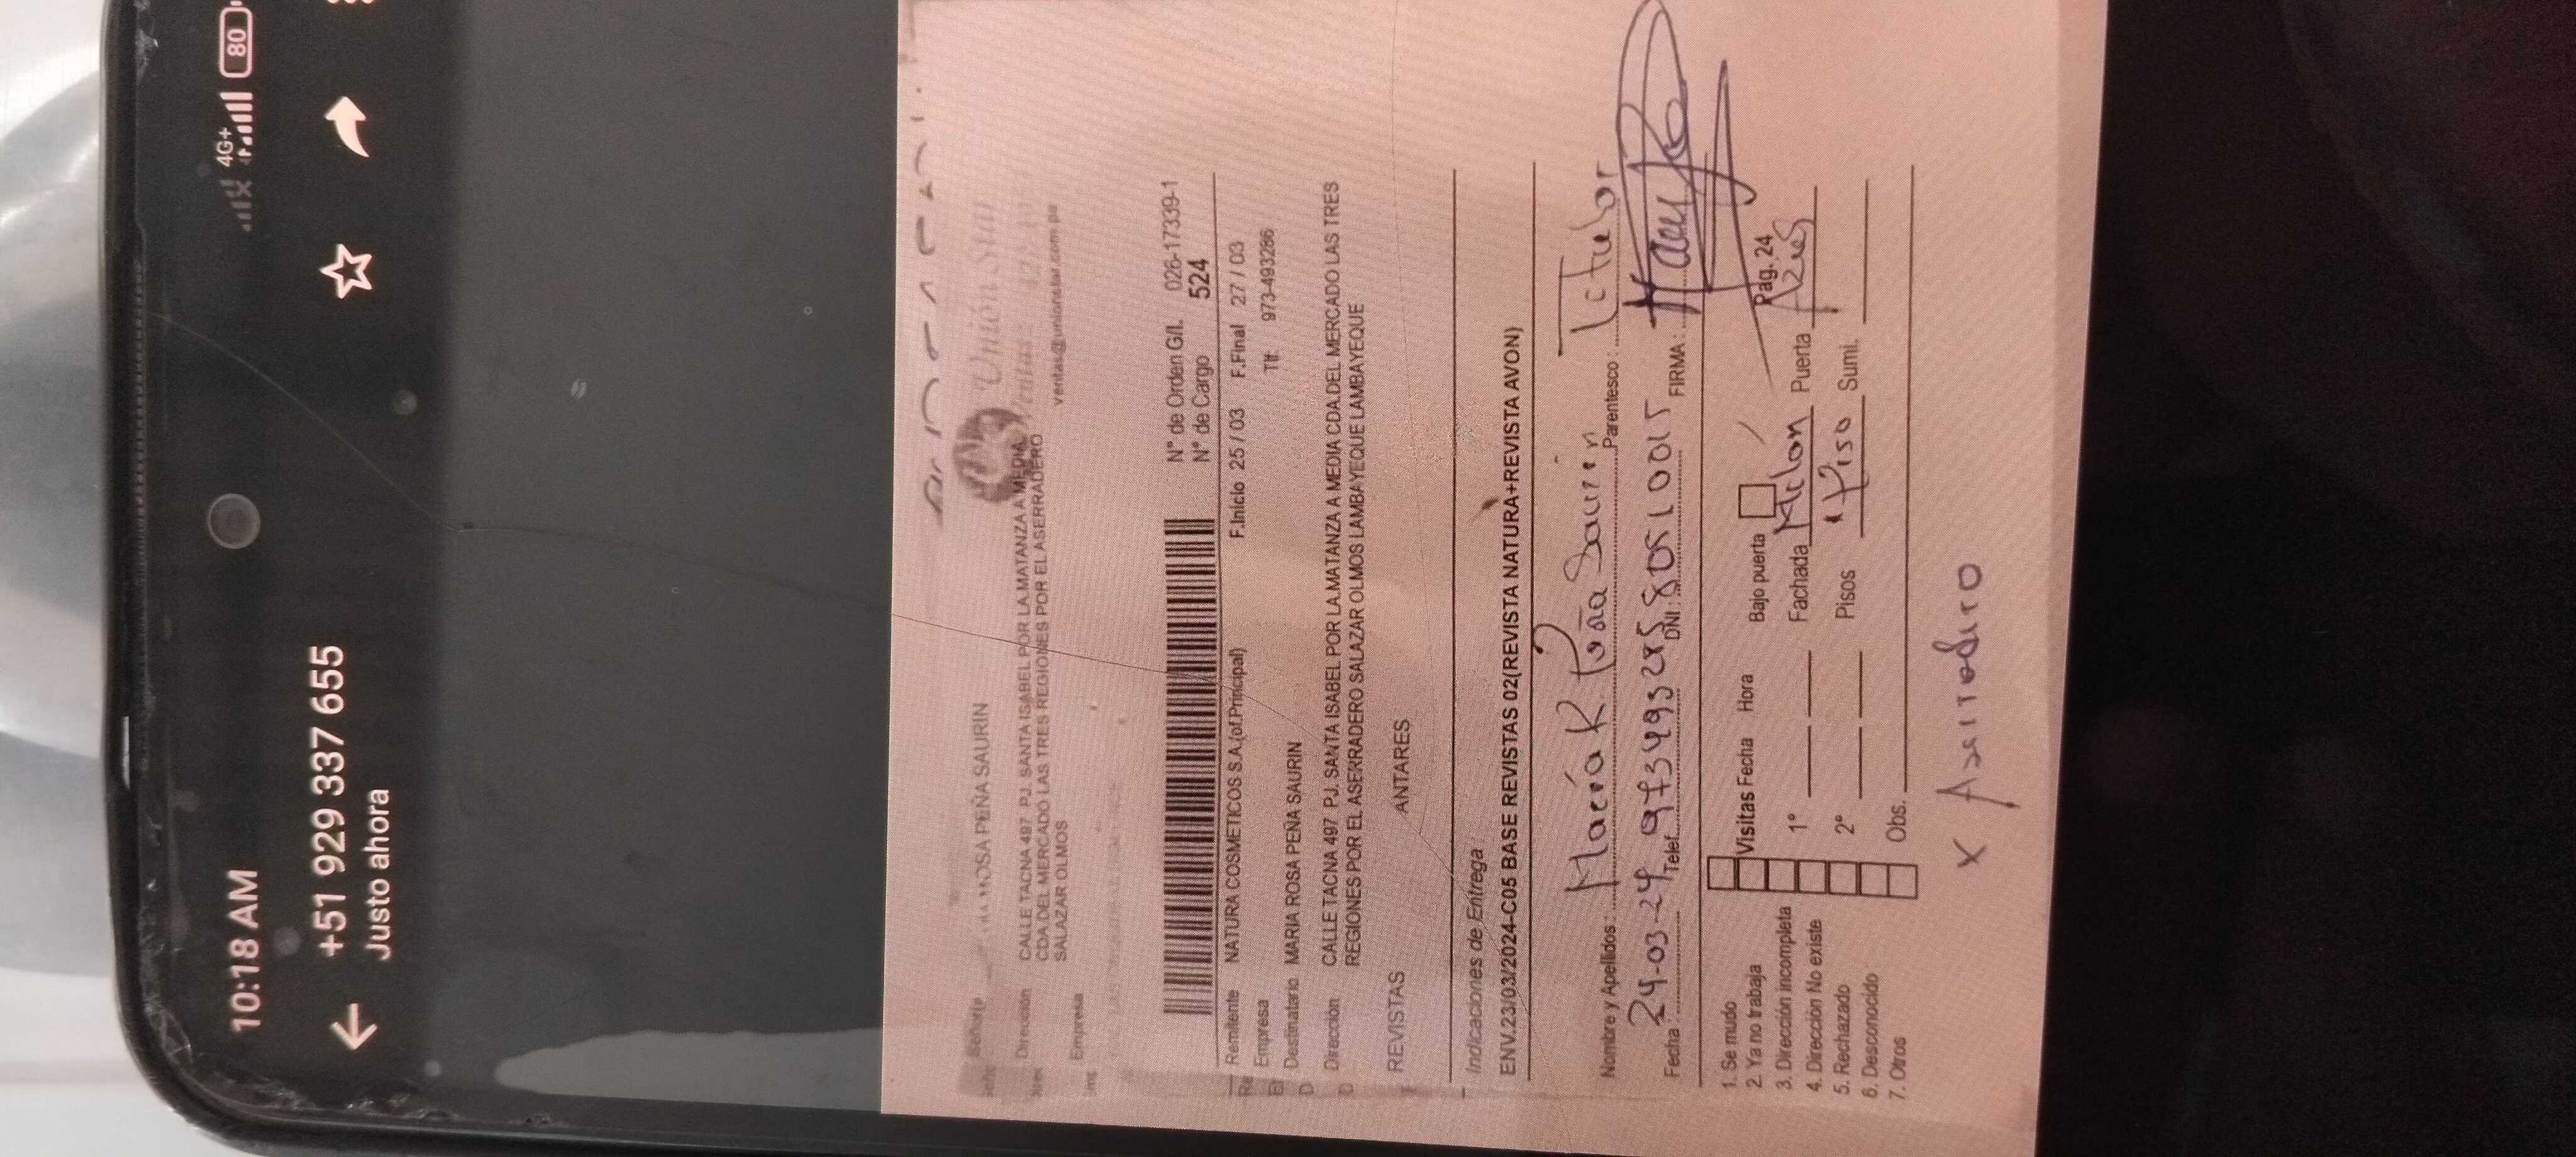 10:18 AM 4G+ 80
+51 929 337 655
Justo ahora
Unión Star
Ventas
ventas@unionstar.com.pe
Señor
ROSA PEÑA SAURIN
Dirección CALLE TACNA 497 PJ. SANTA ISABEL POR LA MATANZA A MEDIA
CDA.DEL MERCADO LAS TRES REGIONES POR EL ASERRADERO
SALAZAR OLMOS
Empresa
N° de Orden G/L 026-17339-1
N° de Cargo 524
Remitente NATURA COSMETICOS S.A.(of.Principal) F.Inicio 25 / 03 F.Final 27 / 03
Empresa Tlf. 973-493286
Destinatario MARIA ROSA PEÑA SAURIN
Dirección CALLE TACNA 497 PJ. SANTA ISABEL POR LA MATANZA A MEDIA CDA.DEL MERCADO LAS TRES
REGIONES POR EL ASERRADERO SALAZAR OLMOS LAMBAYEQUE LAMBAYEQUE LAMBAYEQUE
REVISTAS ANTARES
Indicaciones de Entrega
ENV.23/03/2024-C05 BASE REVISTAS 02(REVISTA NATURA+REVISTA AVON)
Nombre y Apellidos : María R Peña Saurin Parentesco : Titular
Fecha 24-03-24 Telef. DNI : FIRMA :
1. Se mudo
2. Ya no trabaja Visitas Fecha Hora Bajo puerta Pag. 24
3. Dirección incompleta 1° Fachada Melon Puerta
4. Dirección No existe
5. Rechazado 2° Pisos 1 Piso Sumi.
6. Desconocido
7. Otros Obs.
x Aserradero